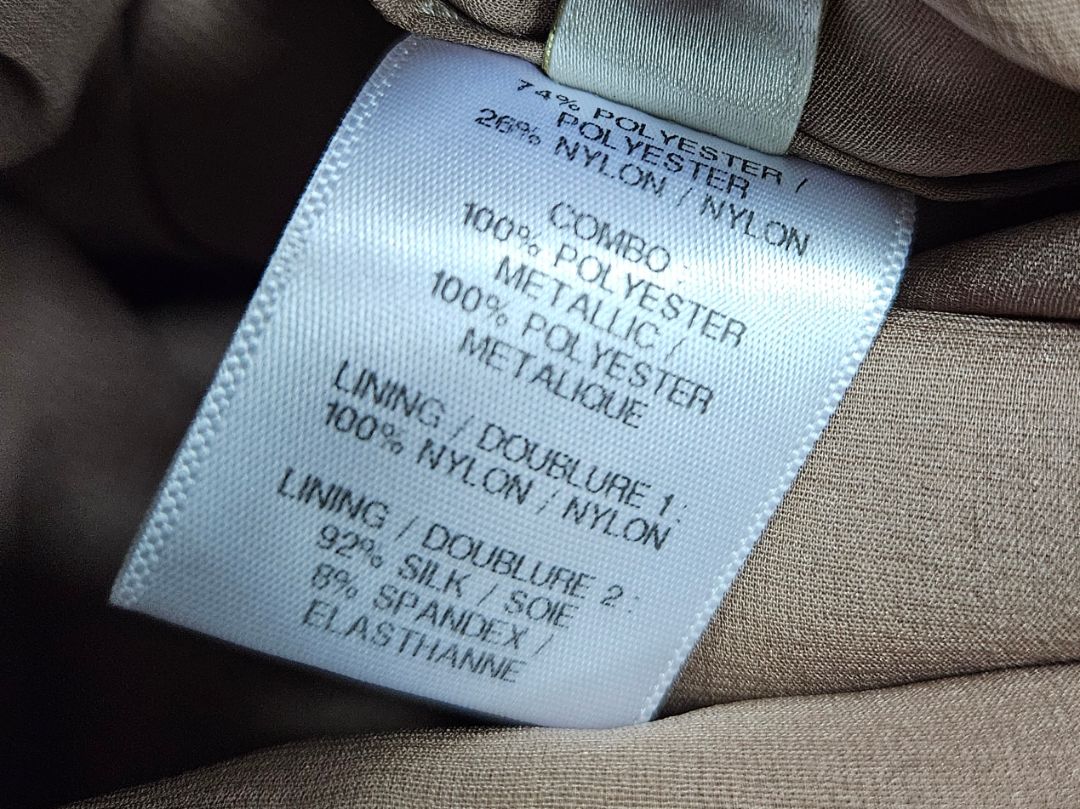 74% POLYESTER /
POLYESTER
26% NYLON / NYLON
COMBO :
100% POLYESTER
METALLIC /
100% POLYESTER
METALIQUE
LINING / DOUBLURE 1 :
100% NYLON / NYLON
LINING / DOUBLURE 2 :
92% SILK / SOIE
8% SPANDEX /
ELASTHANNE